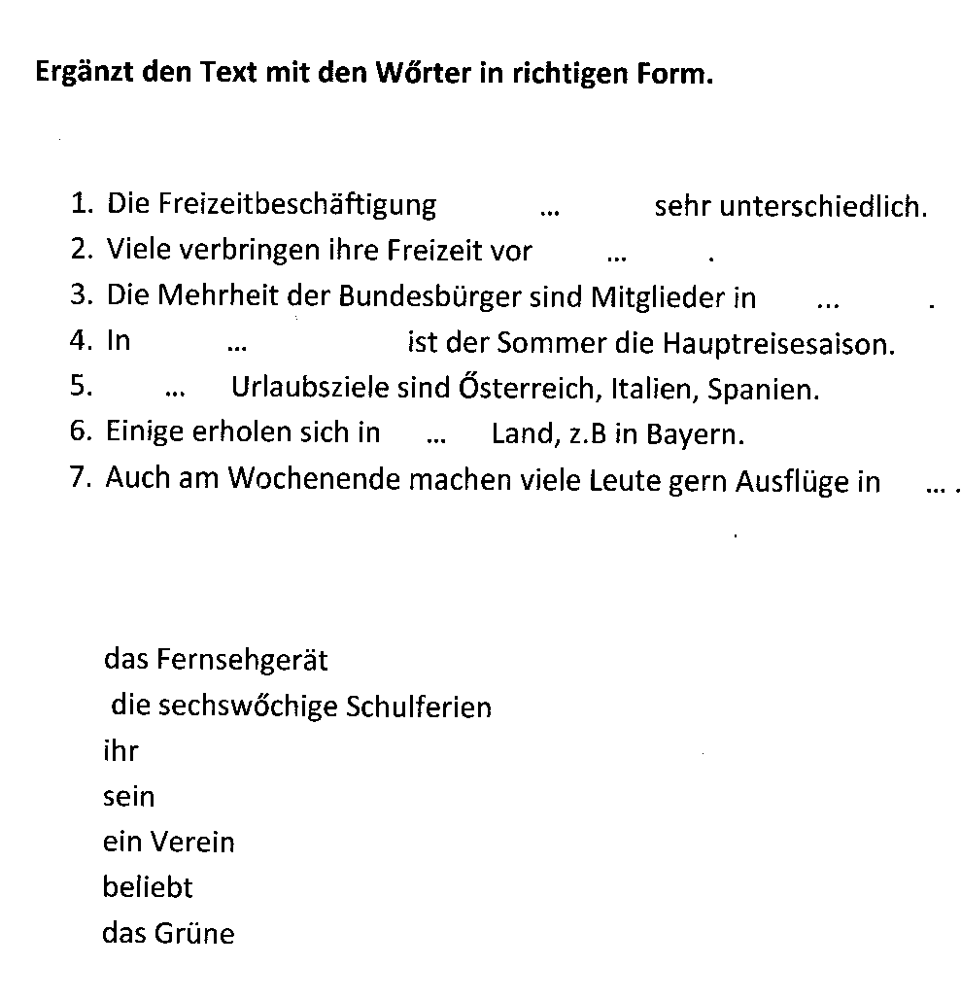 Ergänzt den Text mit den Wőrter in richtigen Form.
1. Die Freizeitbeschäftigung ... sehr unterschiedlich.
2. Viele verbringen ihre Freizeit vor ... .
3. Die Mehrheit der Bundesbürger sind Mitglieder in ... .
4. In ... ist der Sommer die Hauptreisesaison.
5. ... Urlaubsziele sind Ősterreich, Italien, Spanien.
6. Einige erholen sich in ... Land, z.B in Bayern.
7. Auch am Wochenende machen viele Leute gern Ausflüge in ... .
das Fernsehgerät
die sechswőchige Schulferien
ihr
sein
ein Verein
beliebt
das Grüne